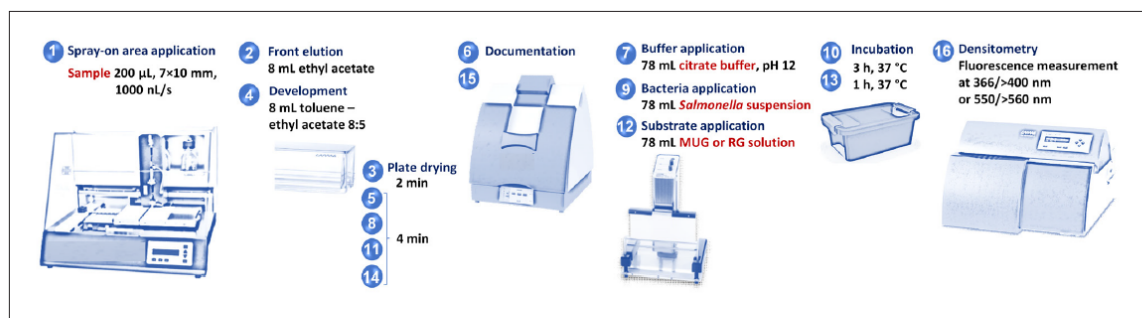 1 Spray-on area application
Sample 200 µL, 7×10 mm,
1000 nL/s
2 Front elution
8 mL ethyl acetate
4 Development
8 mL toluene –
ethyl acetate 8:5
3 Plate drying
2 min
5
8
11
14
4 min
6 Documentation
15
7 Buffer application
78 mL citrate buffer, pH 12
9 Bacteria application
78 mL Salmonella suspension
12 Substrate application
78 mL MUG or RG solution
10 Incubation
3 h, 37 °C
13 1 h, 37 °C
16 Densitometry
Fluorescence measurement
at 366/>400 nm
or 550/>560 nm